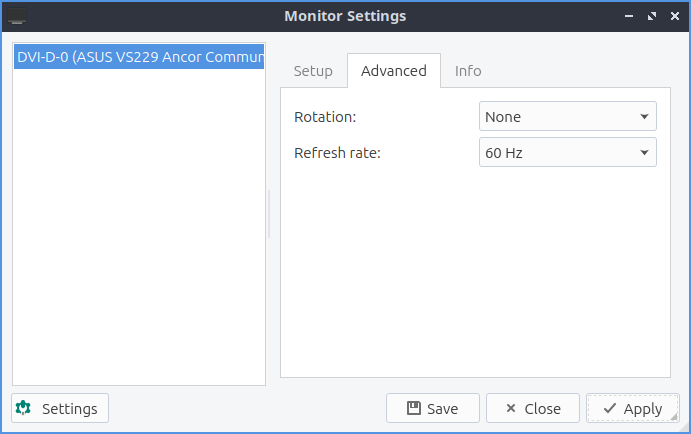 Monitor Settings
DVI-D-0 (ASUS VS229 Ancor Commun
Setup Advanced Info
Rotation: None
Refresh rate: 60 Hz
Settings Save Close Apply